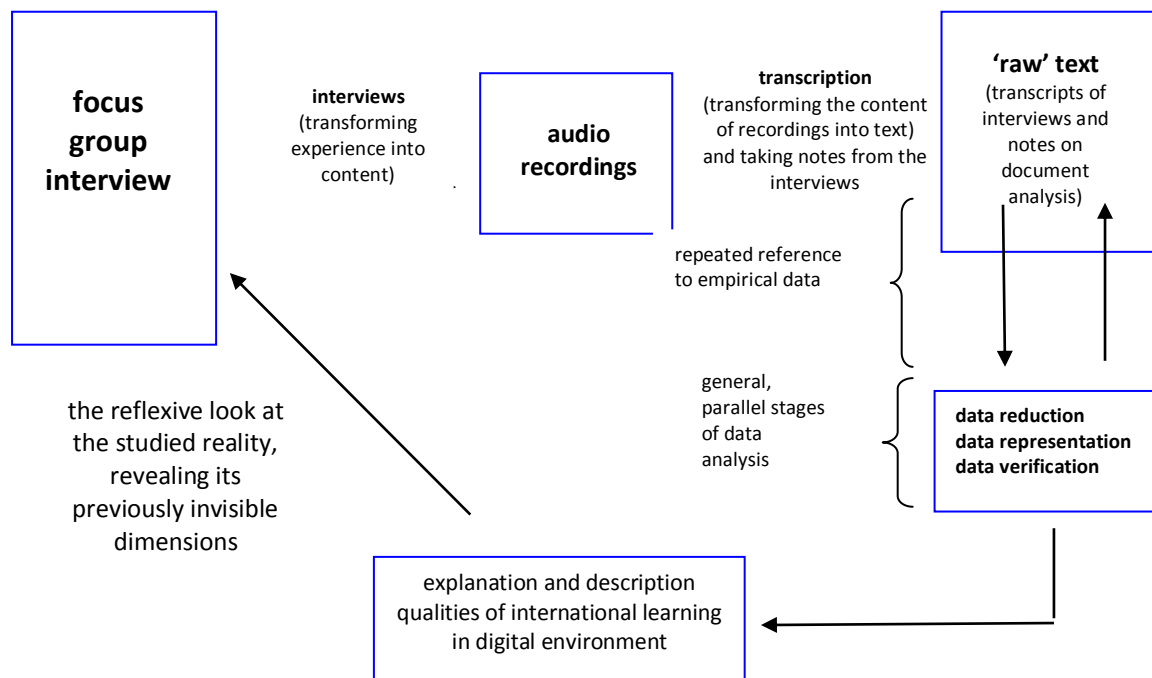 focus
group
interview
interviews
(transforming
experience into
content)
audio
recordings
transcription
(transforming the content
of recordings into text)
and taking notes from the
interviews
‘raw’ text
(transcripts of
interviews and
notes on
document
analysis)
repeated reference
to empirical data
general,
parallel stages
of data
analysis
data reduction
data representation
data verification
the reflexive look at
the studied reality,
revealing its
previously invisible
dimensions
explanation and description
qualities of international learning
in digital environment